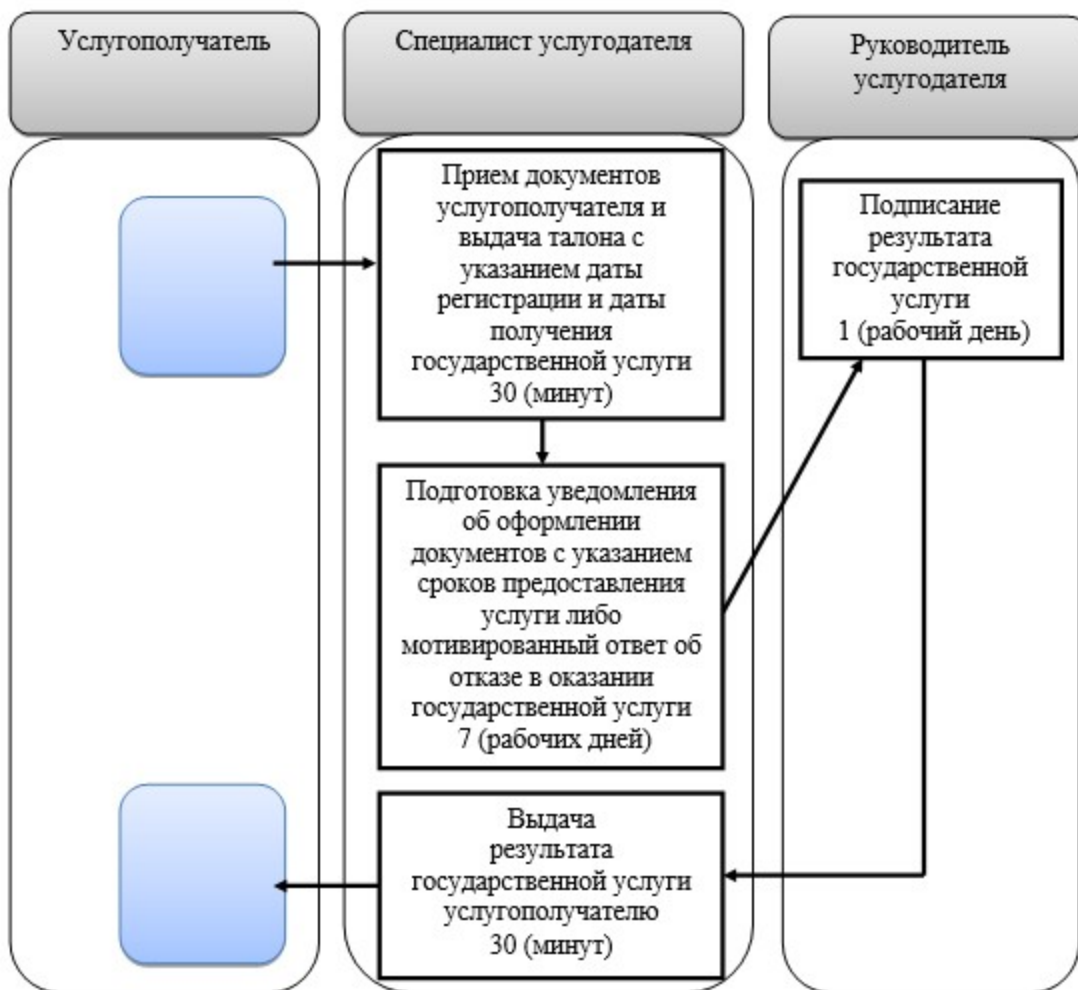 Услугополучатель
Специалист услугодателя
Руководитель
услугодателя
Прием документов
услугополучателя и
выдача талона с
указанием даты
регистрации и даты
получения
государственной услуги
30 (минут)
Подготовка уведомления
об оформлении
документов с указанием
сроков предоставления
услуги либо
мотивированный ответ об
отказе в оказании
государственной услуги
7 (рабочих дней)
Подписание
результата
государственной
услуги
1 (рабочий день)
Выдача
результата
государственной услуги
услугополучателю
30 (минут)